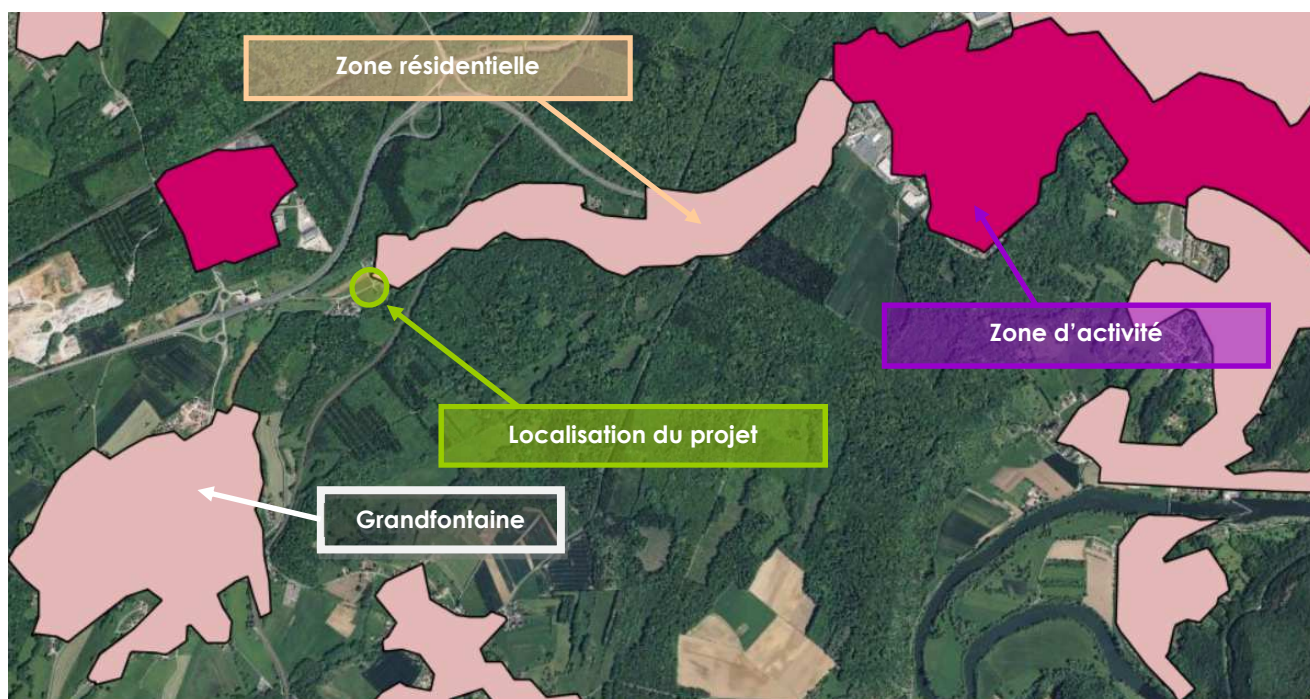 Zone résidentielle
Zone d'activité
Localisation du projet
Grandfontaine